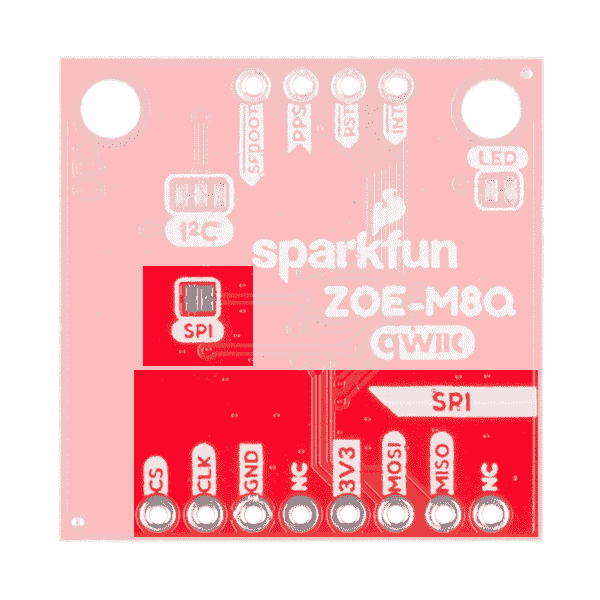 SFBOOT PPS RST INT
LED
I²C
sparkfun
ZOE-M8Q
SPI
qwiic
SPI
CS CLK GND NC 3V3 MOSI MISO NC